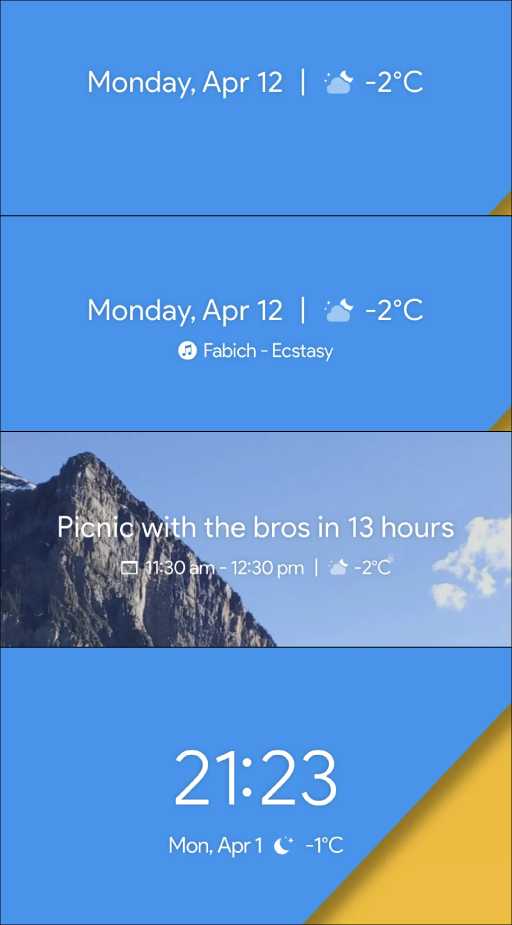 Monday, Apr 12 | -2°C
Monday, Apr 12 | -2°C
Fabich - Ecstasy
Picnic with the bros in 13 hours
11:30 am - 12:30 pm | -2°C
21:23
Mon, Apr 1 -1°C